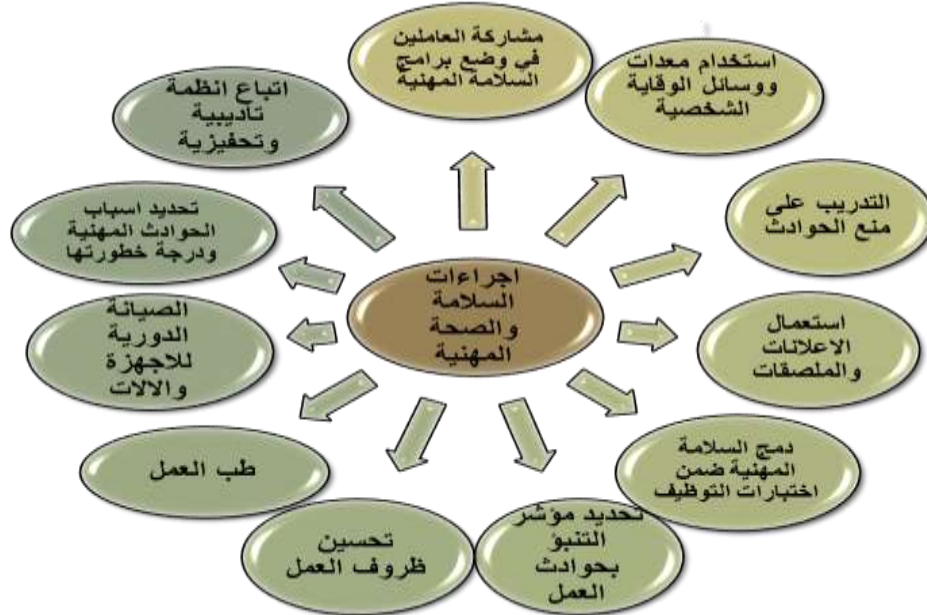 مشاركة العاملين
في وضع برامج
السلامة المهنية
استخدام معدات
ووسائل الوقاية
الشخصية
التدريب على
منع الحوادث
استعمال
الاعلانات
والملصقات
دمج السلامة
المهنية ضمن
اختبارات التوظيف
تحديد مؤشر
التنبؤ
بحوادث
العمل
تحسين
ظروف العمل
طب العمل
الصيانة
الدورية
للاجهزة
والالات
تحديد اسباب
الحوادث المهنية
ودرجة خطورتها
اتباع انظمة
تاديبية
وتحفيزية
اجراءات
السلامة
والصحة
المهنية